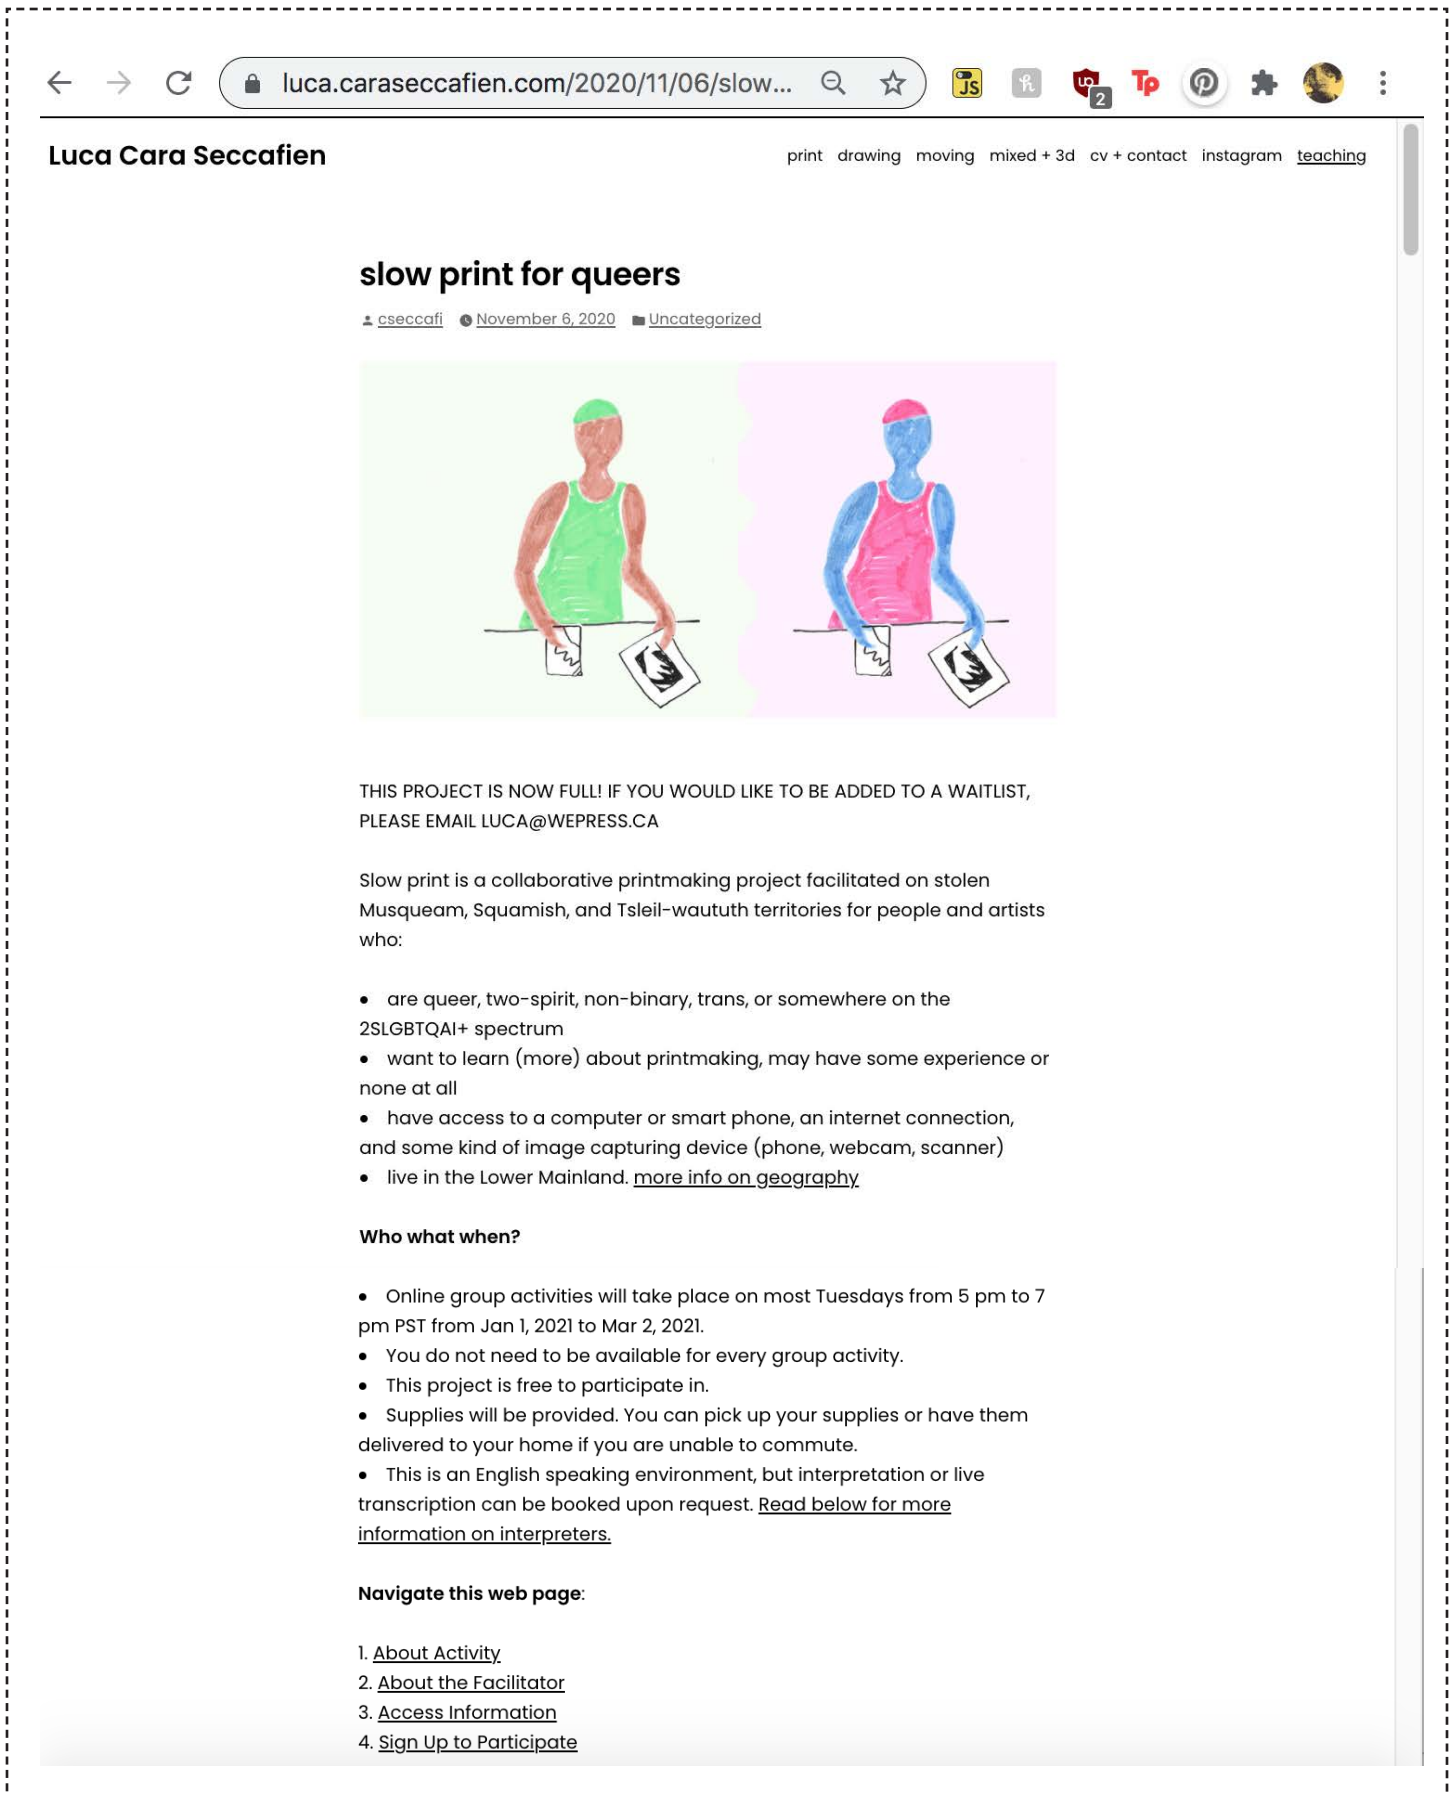 luca.caraseccafien.com/2020/11/06/slow...
JS
h
up
2
Tp
Luca Cara Seccafien
print drawing moving mixed + 3d cv + contact instagram teaching
slow print for queers
cseccafi November 6, 2020 Uncategorized
THIS PROJECT IS NOW FULL! IF YOU WOULD LIKE TO BE ADDED TO A WAITLIST,
PLEASE EMAIL LUCA@WEPRESS.CA
Slow print is a collaborative printmaking project facilitated on stolen
Musqueam, Squamish, and Tsleil-waututh territories for people and artists
who:
• are queer, two-spirit, non-binary, trans, or somewhere on the
2SLGBTQAI+ spectrum
• want to learn (more) about printmaking, may have some experience or
none at all
• have access to a computer or smart phone, an internet connection,
and some kind of image capturing device (phone, webcam, scanner)
• live in the Lower Mainland. more info on geography
Who what when?
• Online group activities will take place on most Tuesdays from 5 pm to 7
pm PST from Jan 1, 2021 to Mar 2, 2021.
• You do not need to be available for every group activity.
• This project is free to participate in.
• Supplies will be provided. You can pick up your supplies or have them
delivered to your home if you are unable to commute.
• This is an English speaking environment, but interpretation or live
transcription can be booked upon request. Read below for more
information on interpreters.
Navigate this web page:
1. About Activity
2. About the Facilitator
3. Access Information
4. Sign Up to Participate